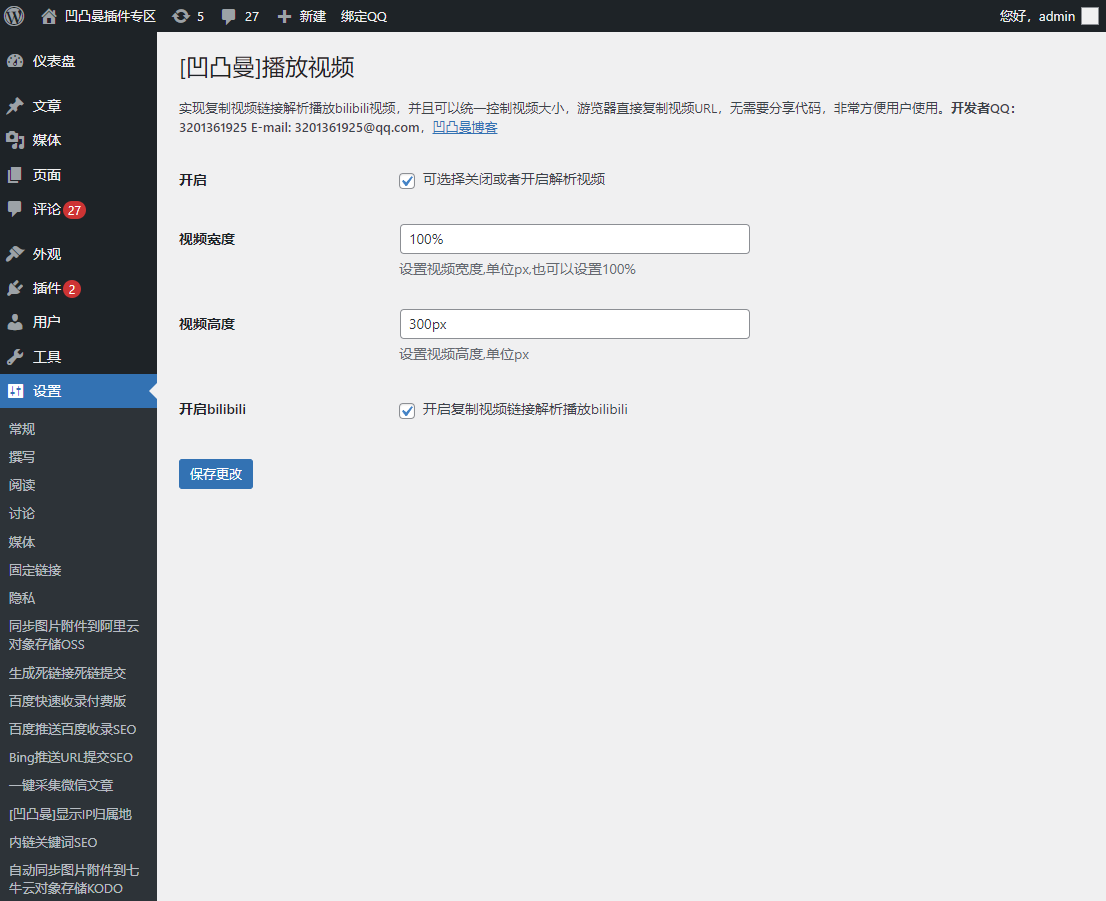 凹凸曼插件专区 5 27 新建 绑定QQ 您好，admin
仪表盘
文章
媒体
页面
评论 27
外观
插件 2
用户
工具
设置
常规
撰写
阅读
讨论
媒体
固定链接
隐私
同步图片附件到阿里云
对象存储OSS
生成死链接死链提交
百度快速收录付费版
百度推送百度收录SEO
Bing推送URL提交SEO
一键采集微信文章
[凹凸曼]显示IP归属地
内链关键词SEO
自动同步图片附件到七
牛云对象存储KODO
[凹凸曼]播放视频
实现复制视频链接解析播放bilibili视频，并且可以统一控制视频大小，游览器直接复制视频URL，无需要分享代码，非常方便用户使用。开发者QQ：
3201361925 E-mail: 3201361925@qq.com，凹凸曼博客
开启 可选择关闭或者开启解析视频
视频宽度 100%
设置视频宽度,单位px,也可以设置100%
视频高度 300px
设置视频高度,单位px
开启bilibili 开启复制视频链接解析播放bilibili
保存更改